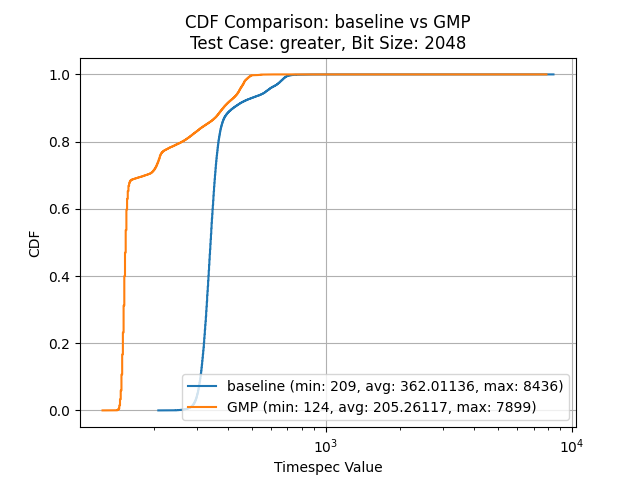 CDF Comparison: baseline vs GMP
Test Case: greater, Bit Size: 2048
1.0
0.8
0.6
CDF
0.4
0.2
baseline (min: 209, avg: 362.01136, max: 8436)
GMP (min: 124, avg: 205.26117, max: 7899)
0.0
10³
10⁴
Timespec Value